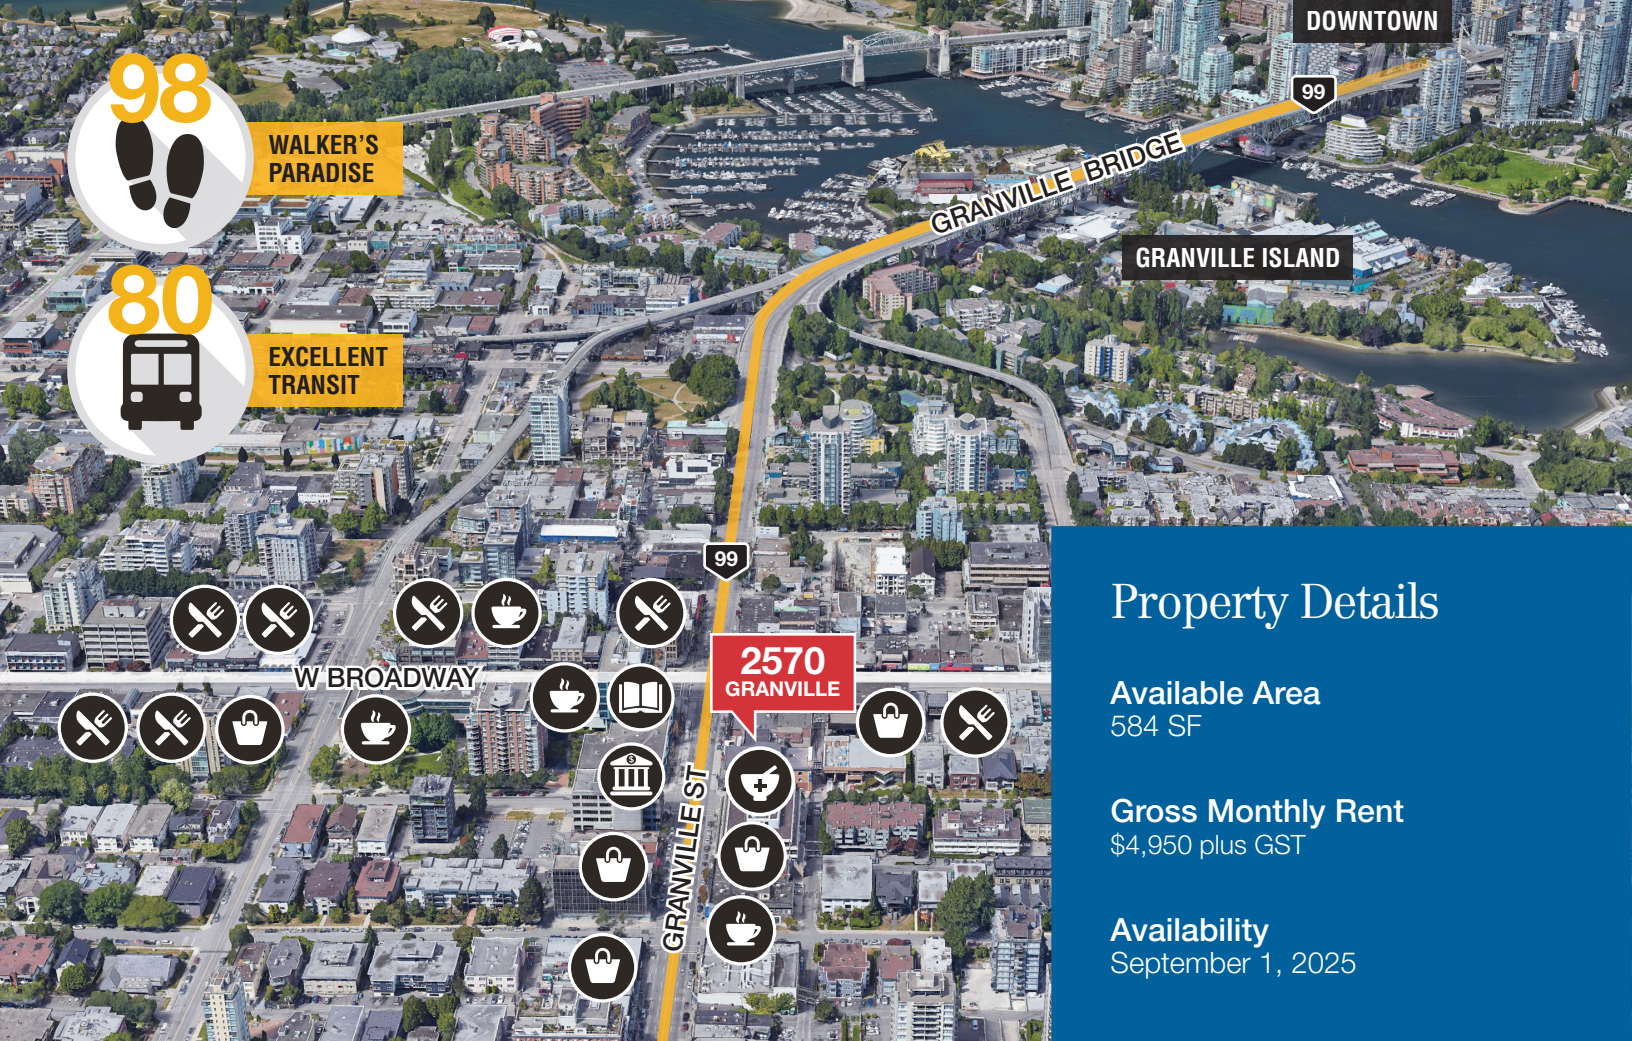 DOWNTOWN
99
98
WALKER'S
PARADISE
GRANVILLE BRIDGE
GRANVILLE ISLAND
80
EXCELLENT
TRANSIT
99
W BROADWAY
2570
GRANVILLE
GRANVILLE ST
$
Property Details
Available Area
584 SF
Gross Monthly Rent
$4,950 plus GST
Availability
September 1, 2025